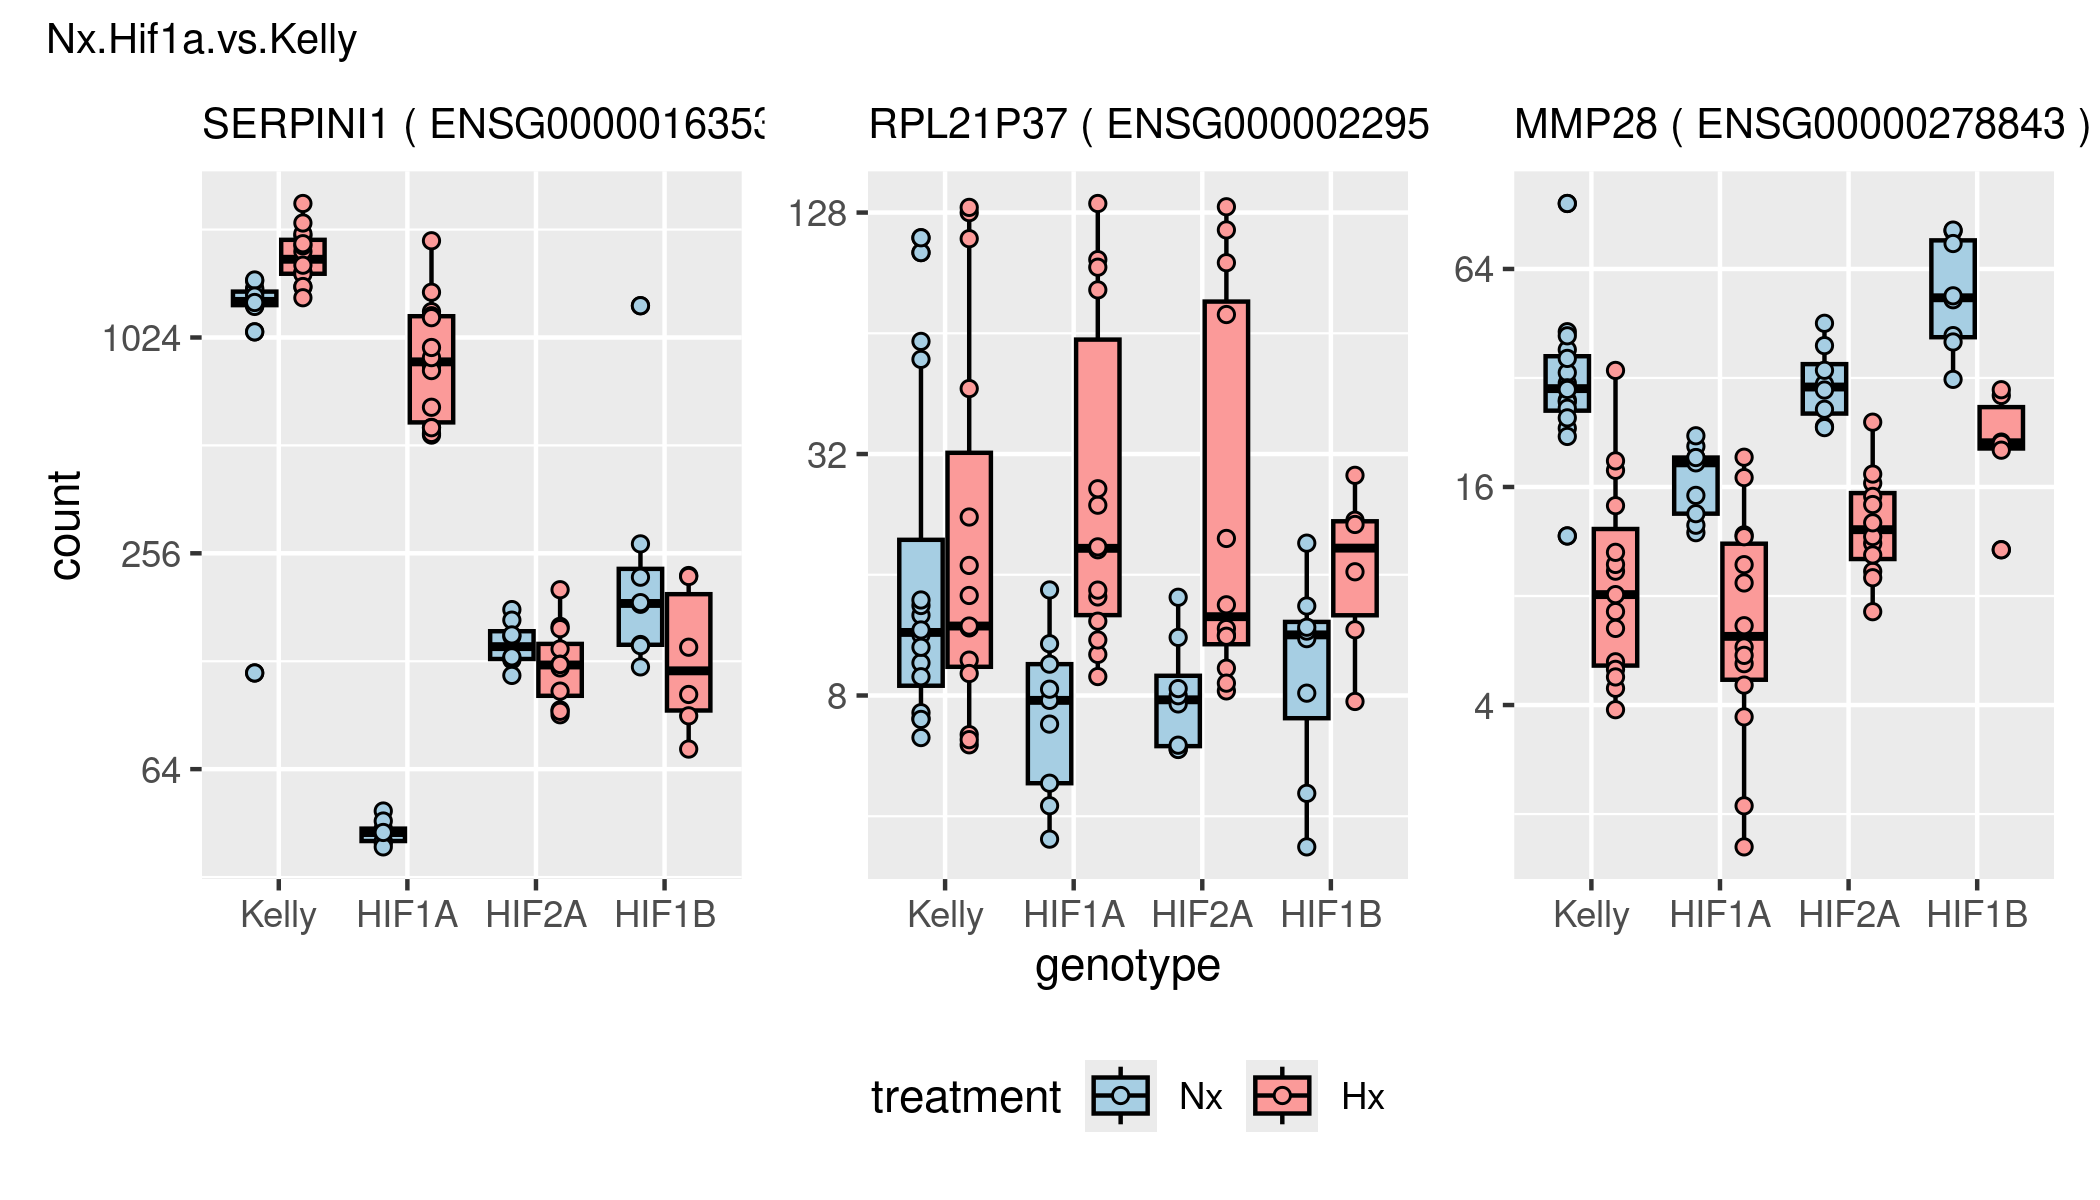 Nx.Hif1a.vs.Kelly
SERPINI1 ( ENSG0000016353
RPL21P37 ( ENSG000002295
MMP28 ( ENSG00000278843 )
count
1024
256
64
128
32
8
64
16
4
Kelly HIF1A HIF2A HIF1B
Kelly HIF1A HIF2A HIF1B
Kelly HIF1A HIF2A HIF1B
genotype
treatment Nx Hx